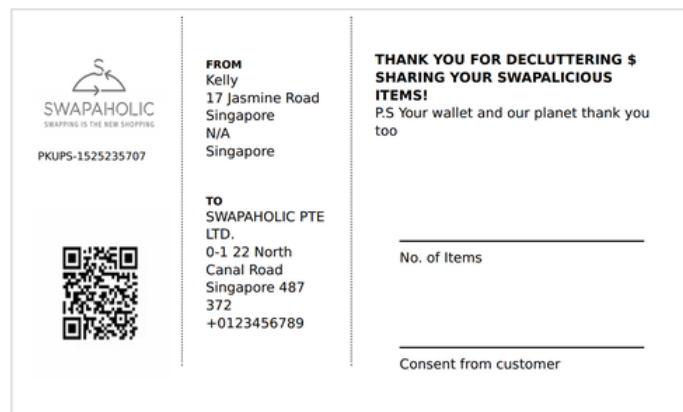 S
SWAPAHOLIC
SWAPPING IS THE NEW SHOPPING
PKUPS-1525235707
FROM
Kelly
17 Jasmine Road
Singapore
N/A
Singapore
TO
SWAPAHOLIC PTE
LTD.
0-1 22 North
Canal Road
Singapore 487
372
+0123456789
THANK YOU FOR DECLUTTERING $
SHARING YOUR SWAPALICIOUS
ITEMS!
P.S Your wallet and our planet thank you
too
No. of Items
Consent from customer